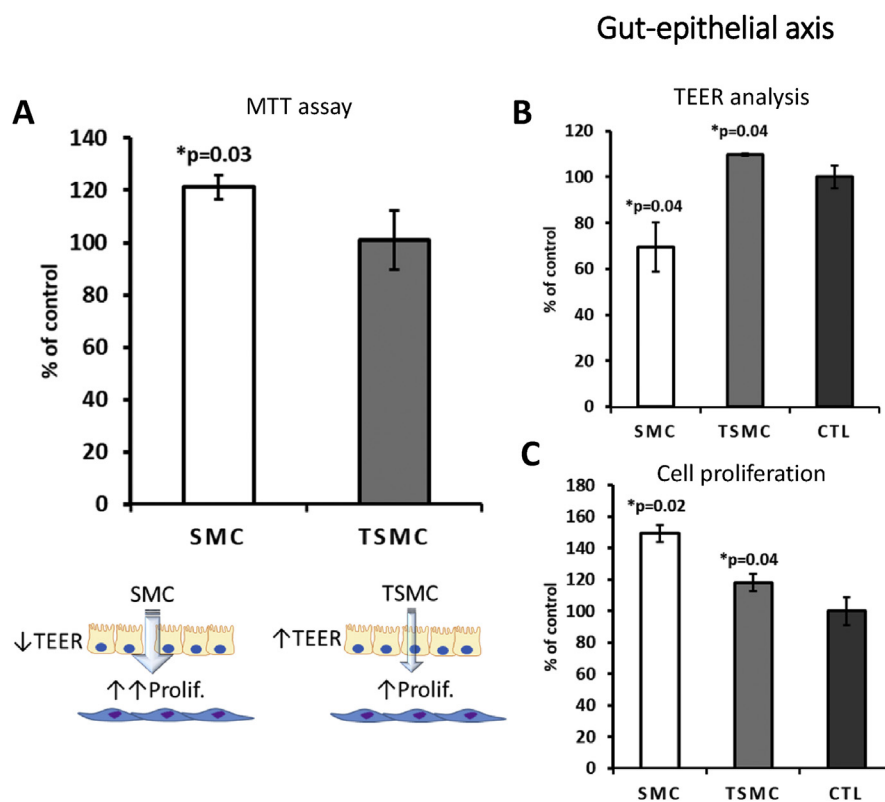 Gut-epithelial axis
A
MTT assay
% of control
140
120
100
80
60
40
20
0
*p=0.03
SMC
TSMC
B
TEER analysis
% of control
120
100
80
60
40
20
0
*p=0.04
*p=0.04
SMC
TSMC
CTL
C
Cell proliferation
% of control
180
160
140
120
100
80
60
40
20
0
*p=0.02
*p=0.04
SMC
TSMC
CTL
SMC
↓TEER
↑↑Prolif.
TSMC
↑TEER
↑Prolif.